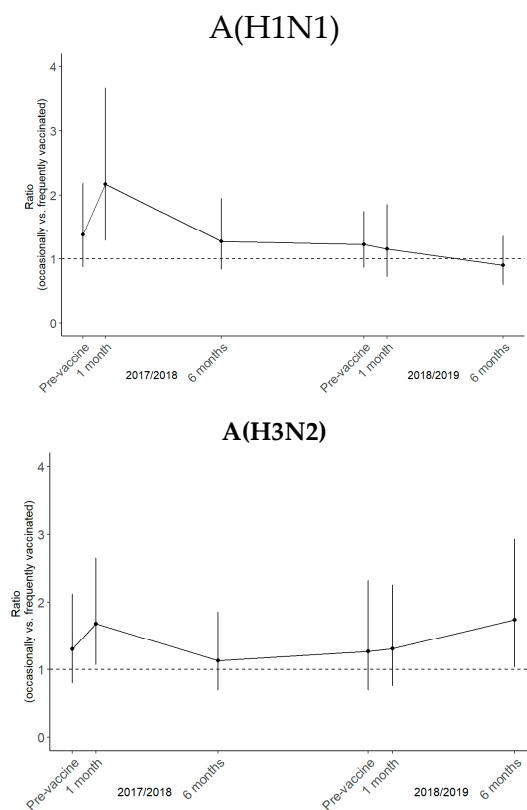 A(H1N1)
4
3
2
1
0
Ratio
(occasionally vs. frequently vaccinated)
Pre-vaccine
1 month
2017/2018
6 months
Pre-vaccine
1 month
2018/2019
6 months
A(H3N2)
4
3
2
1
0
Ratio
(occasionally vs. frequently vaccinated)
Pre-vaccine
1 month
2017/2018
6 months
Pre-vaccine
1 month
2018/2019
6 months